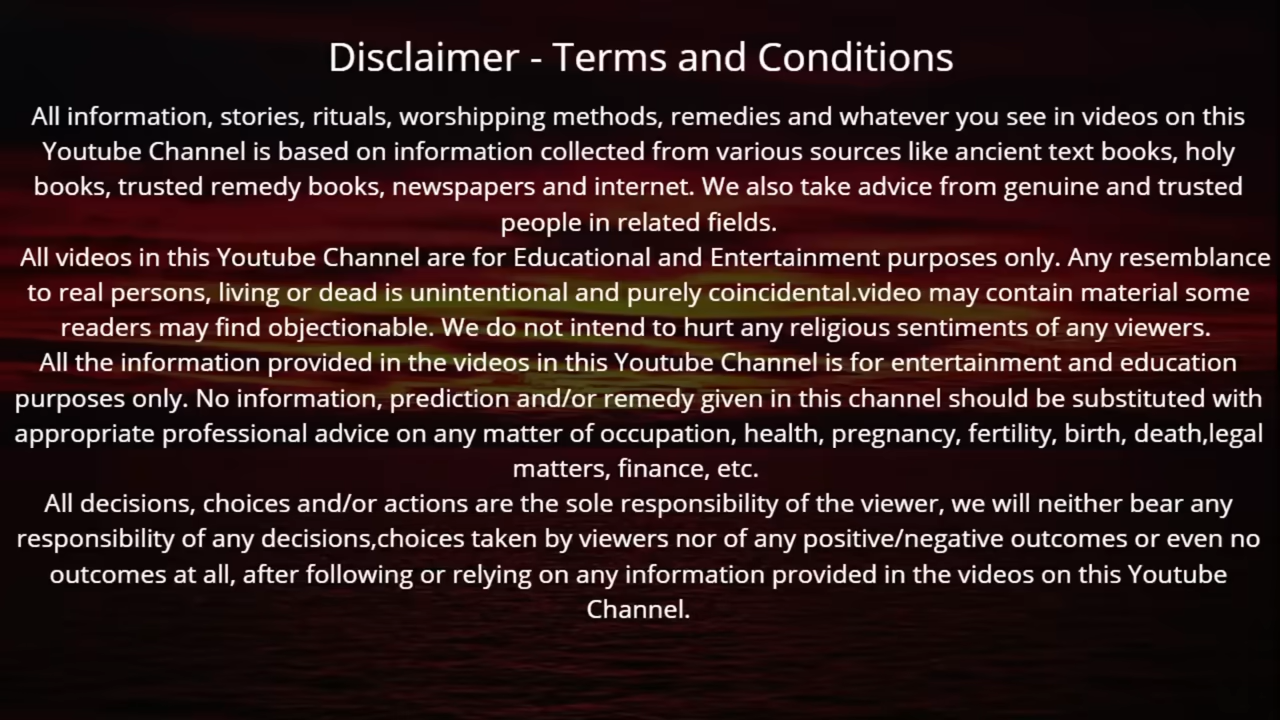 Disclaimer - Terms and Conditions
All information, stories, rituals, worshipping methods, remedies and whatever you see in videos on this
Youtube Channel is based on information collected from various sources like ancient text books, holy
books, trusted remedy books, newspapers and internet. We also take advice from genuine and trusted
people in related fields.
All videos in this Youtube Channel are for Educational and Entertainment purposes only. Any resemblance
to real persons, living or dead is unintentional and purely coincidental.video may contain material some
readers may find objectionable. We do not intend to hurt any religious sentiments of any viewers.
All the information provided in the videos in this Youtube Channel is for entertainment and education
purposes only. No information, prediction and/or remedy given in this channel should be substituted with
appropriate professional advice on any matter of occupation, health, pregnancy, fertility, birth, death,legal
matters, finance, etc.
All decisions, choices and/or actions are the sole responsibility of the viewer, we will neither bear any
responsibility of any decisions,choices taken by viewers nor of any positive/negative outcomes or even no
outcomes at all, after following or relying on any information provided in the videos on this Youtube
Channel.